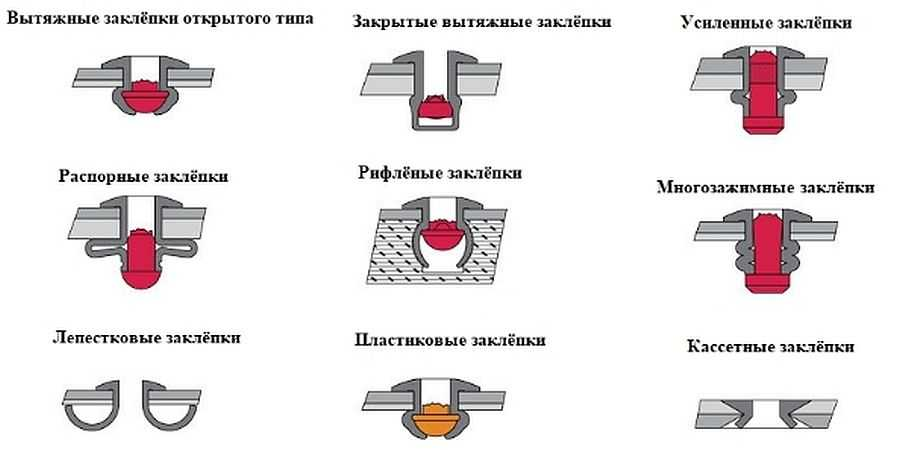 Вытяжные заклёпки открытого типа
Закрытые вытяжные заклёпки
Усиленные заклёпки
Распорные заклёпки
Рифлёные заклёпки
Многозажимные заклёпки
Лепестковые заклёпки
Пластиковые заклёпки
Кассетные заклёпки